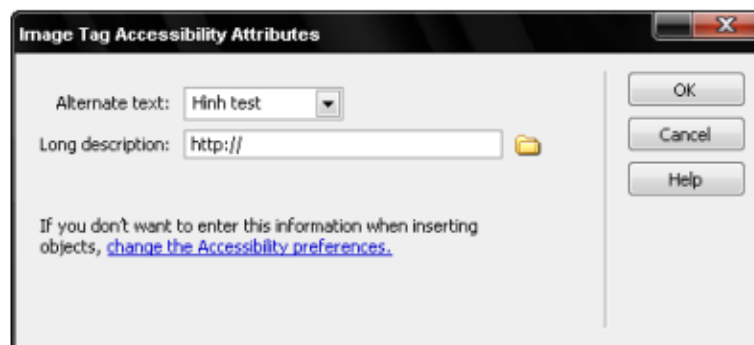 Image Tag Accessibility Attributes
Alternate text: Hình test
OK
Long description: http://
Cancel
Help
If you don't want to enter this information when inserting
objects, change the Accessibility preferences.